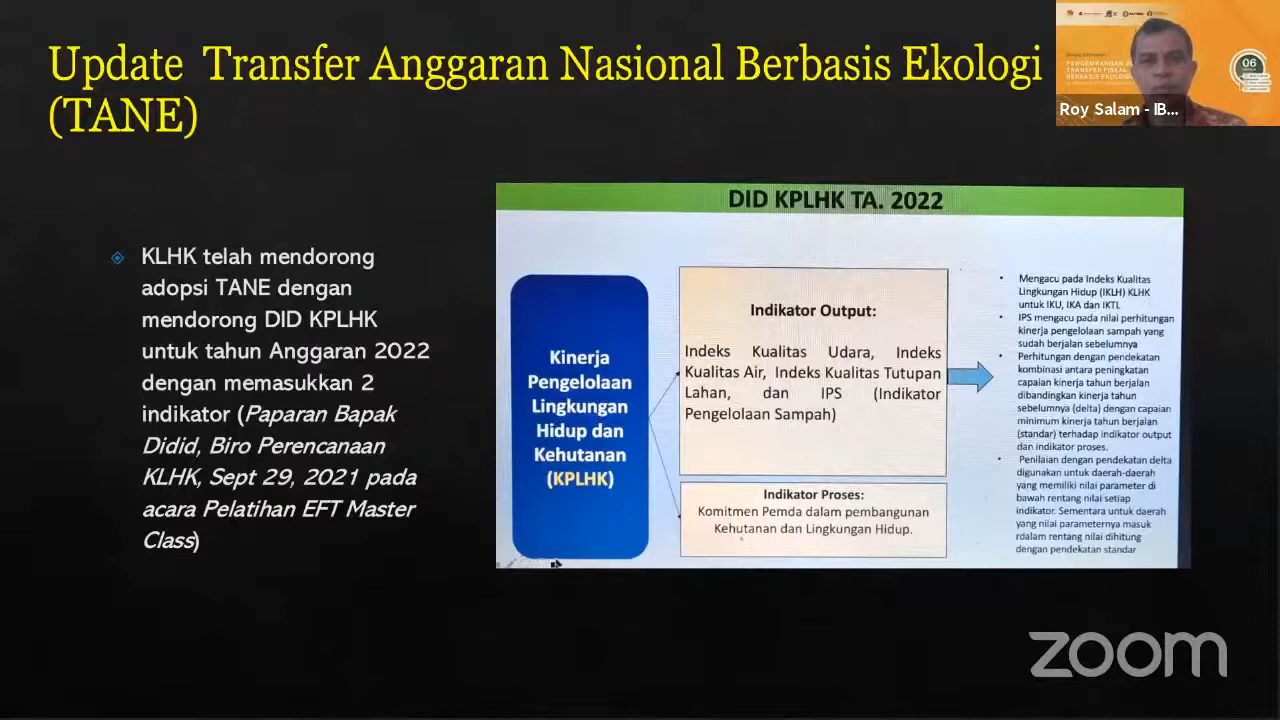 Update Transfer Anggaran Nasional Berbasis Ekologi
(TANE)
PENGEMBANGAN
TRANSFER FISKAL
BERBASIS EKOLOGI
06
Roy Salam - IB...
KLHK telah mendorong
adopsi TANE dengan
mendorong DID KPLHK
untuk tahun Anggaran 2022
dengan memasukkan 2
indikator (Paparan Bapak
Didid, Biro Perencanaan
KLHK, Sept 29, 2021 pada
acara Pelatihan EFT Master
Class)
DID KPLHK TA. 2022
Kinerja
Pengelolaan
Lingkungan
Hidup dan
Kehutanan
(KPLHK)
Indikator Output:
Indeks Kualitas Udara, Indeks
Kualitas Air, Indeks Kualitas Tutupan
Lahan, dan IPS (Indikator
Pengelolaan Sampah)
Indikator Proses:
Komitmen Pemda dalam pembangunan
Kehutanan dan Lingkungan Hidup.
• Mengacu pada Indeks Kualitas
Lingkungan Hidup (IKLH) KLHK
untuk IKU, IKA dan IKTL
• IPS mengacu pada nilai perhitungan
kinerja pengelolaan sampah yang
sudah berjalan sebelumnya
• Perhitungan dengan pendekatan
kombinasi antara peningkatan
capaian kinerja tahun berjalan
dibandingkan kinerja tahun
sebelumnya (delta) dengan capaian
minimum kinerja tahun berjalan
(standar) terhadap indikator output
dan indikator proses.
• Penilaian dengan pendekatan delta
digunakan untuk daerah-daerah
yang memiliki nilai parameter di
bawah rentang nilai setiap
indikator. Sementara untuk daerah
yang nilai parameternya masuk
rdalam rentang nilai dihitung
dengan pendekatan standar
zoom